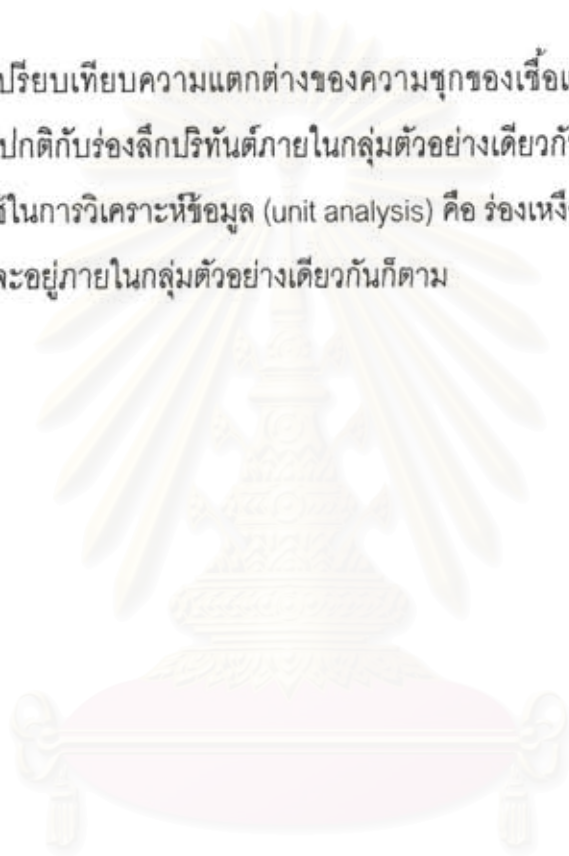 เปรียบเทียบความแตกต่างของความชุกของเชื้อ
ปกติกับร่องลึกปริทันต์ภายในกลุ่มตัวอย่างเดียวกั
ช้ในการวิเคราะห์ข้อมูล (unit analysis) คือ ร่องเหงื
ละอยู่ภายในกลุ่มตัวอย่างเดียวกันก็ตาม